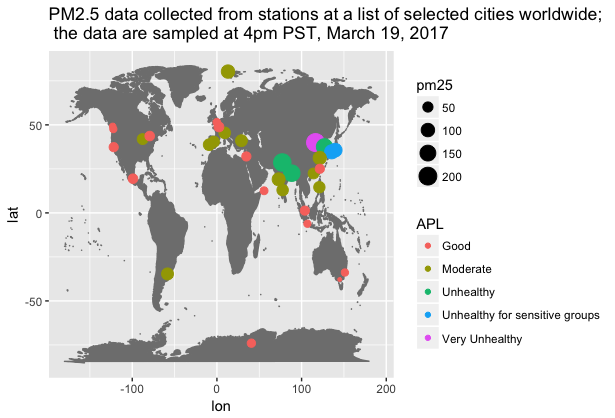 PM2.5 data collected from stations at a list of selected cities worldwide;
the data are sampled at 4pm PST, March 19, 2017
pm25
50
100
150
200
APL
Good
Moderate
Unhealthy
Unhealthy for sensitive groups
Very Unhealthy
50
0
-50
lat
-100
0
100
200
lon